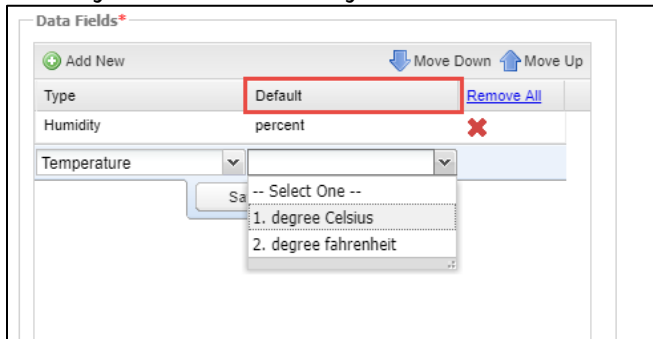 Data Fields*
Add New Move Down Move Up
Type Default Remove All
Humidity percent
Temperature
Sa -- Select One --
1. degree Celsius
2. degree fahrenheit